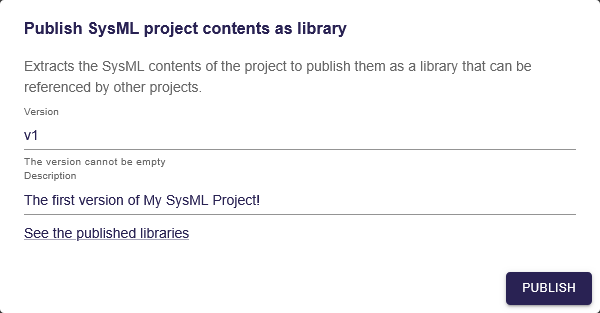 Publish SysML project contents as library
Extracts the SysML contents of the project to publish them as a library that can be
referenced by other projects.
Version
v1
The version cannot be empty
Description
The first version of My SysML Project!
See the published libraries
PUBLISH